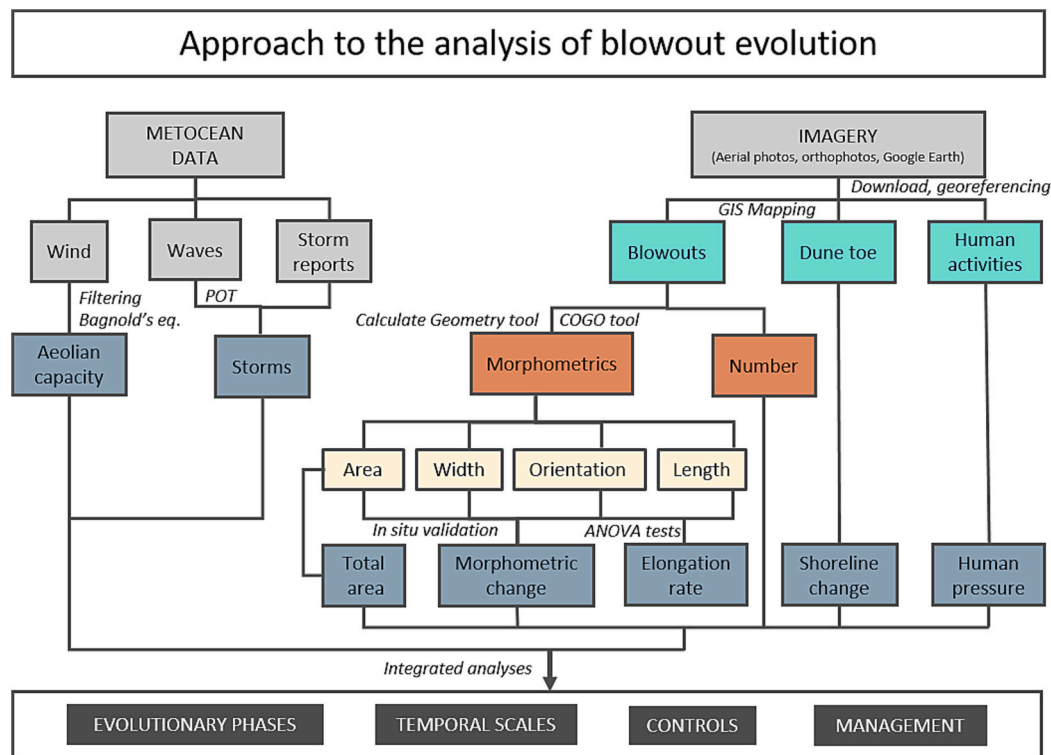 Approach to the analysis of blowout evolution
METOCEAN
DATA
IMAGERY
(Aerial photos, orthophotos, Google Earth)
Download, georeferencing
GIS Mapping
Wind
Waves
Storm
reports
Blowouts
Dune toe
Human
activities
Filtering
Bagnold's eq.
POT
Calculate Geometry tool
COGO tool
Aeolian
capacity
Storms
Morphometrics
Number
Area
Width
Orientation
Length
In situ validation
ANOVA tests
Total
area
Morphometric
change
Elongation
rate
Shoreline
change
Human
pressure
Integrated analyses
EVOLUTIONARY PHASES
TEMPORAL SCALES
CONTROLS
MANAGEMENT